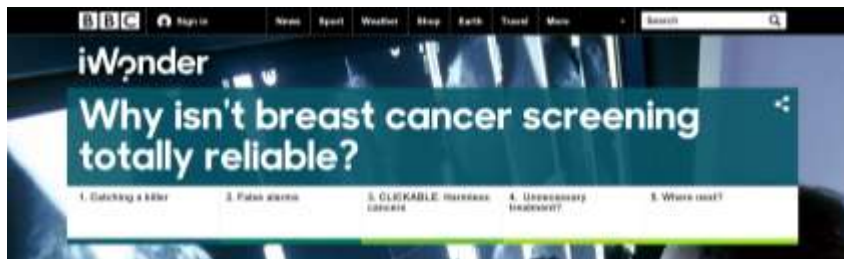 BBC Sign in News Sport Weather Shop Earth Travel More Search
iWonder
Why isn't breast cancer screening
totally reliable?
1. Catching a killer 2. False alarms 3. CLICKABLE: Harmless 4. Unnecessary 5. Where next?
cancers treatment?